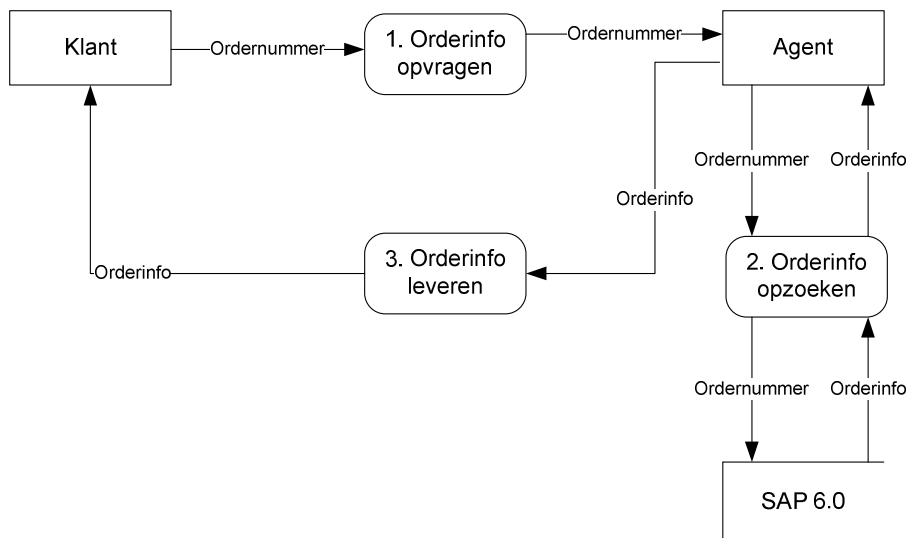 Klant
Ordernummer
1. Orderinfo
opvragen
Ordernummer
Agent
Ordernummer
Orderinfo
Orderinfo
Orderinfo
3. Orderinfo
leveren
2. Orderinfo
opzoeken
Ordernummer
Orderinfo
SAP 6.0